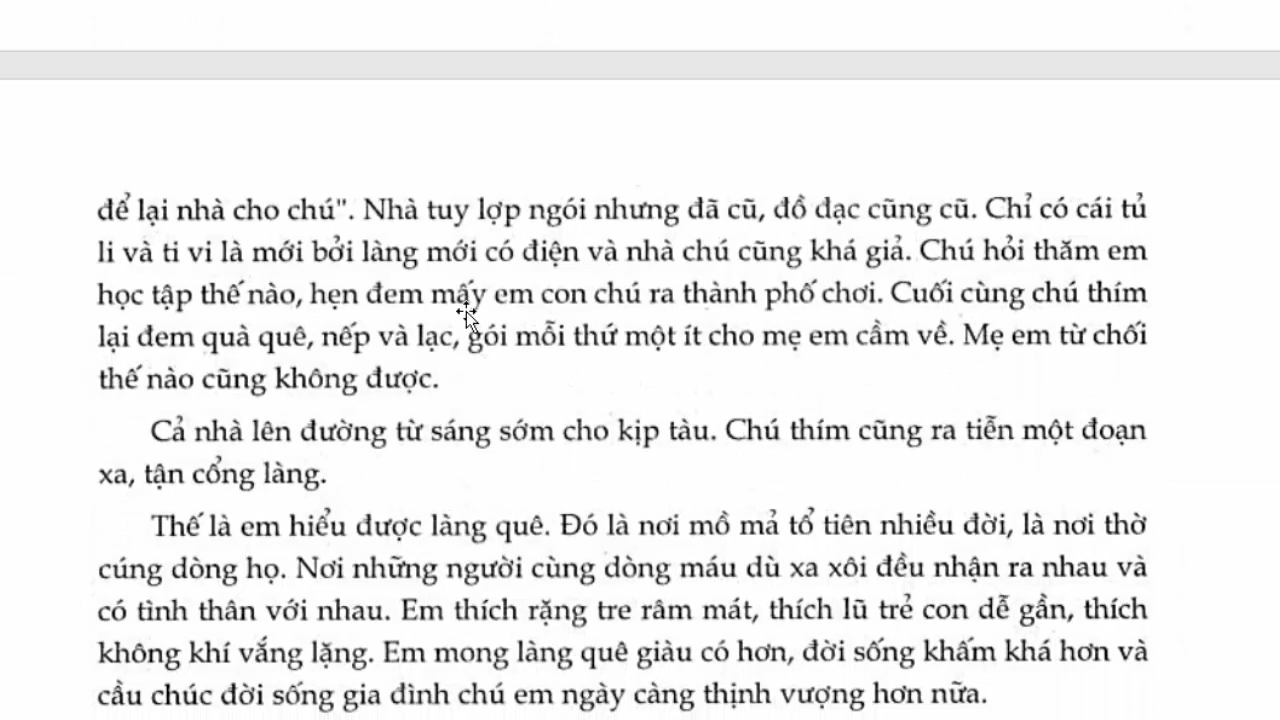 để lại nhà cho chú". Nhà tuy lợp ngói nhưng đã cũ, đồ đạc cũng cũ. Chỉ có cái tủ
li và ti vi là mới bởi làng mới có điện và nhà chú cũng khá giả. Chú hỏi thăm em
học tập thế nào, hẹn đem mấy em con chú ra thành phố chơi. Cuối cùng chú thím
lại đem quà quê, nếp và lạc, gói mỗi thứ một ít cho mẹ em cầm về. Mẹ em từ chối
thế nào cũng không được.
Cả nhà lên đường từ sáng sớm cho kịp tàu. Chú thím cũng ra tiễn một đoạn
xa, tận cổng làng.
Thế là em hiểu được làng quê. Đó là nơi mồ mả tổ tiên nhiều đời, là nơi thờ
cúng dòng họ. Nơi những người cùng dòng máu dù xa xôi đều nhận ra nhau và
có tình thân với nhau. Em thích rặng tre râm mát, thích lũ trẻ con dễ gần, thích
không khí vắng lặng. Em mong làng quê giàu có hơn, đời sống khấm khá hơn và
cầu chúc đời sống gia đình chú em ngày càng thịnh vượng hơn nữa.